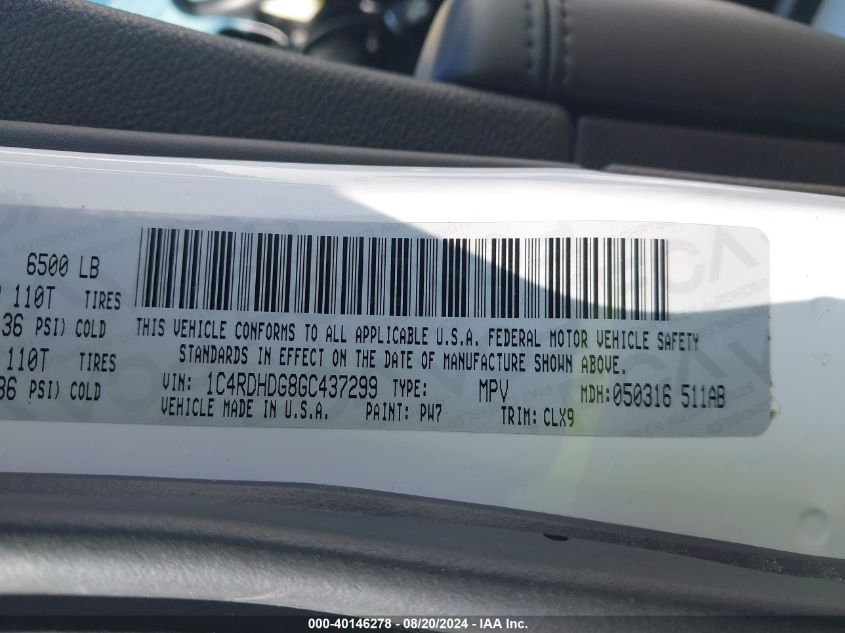 6500 LB
110T TIRES
36 PSI) COLD
110T TIRES
36 PSI) COLD
THIS VEHICLE CONFORMS TO ALL APPLICABLE U.S.A. FEDERAL MOTOR VEHICLE SAFETY
STANDARDS IN EFFECT ON THE DATE OF MANUFACTURE SHOWN ABOVE.
VIN: 1C4RDHDG8GC437299 TYPE: MPV MDH:050316 511AB
VEHICLE MADE IN U.S.A. PAINT: PW7 TRIM: CLX9
000-40146278 - 08/20/2024 - IAA Inc.